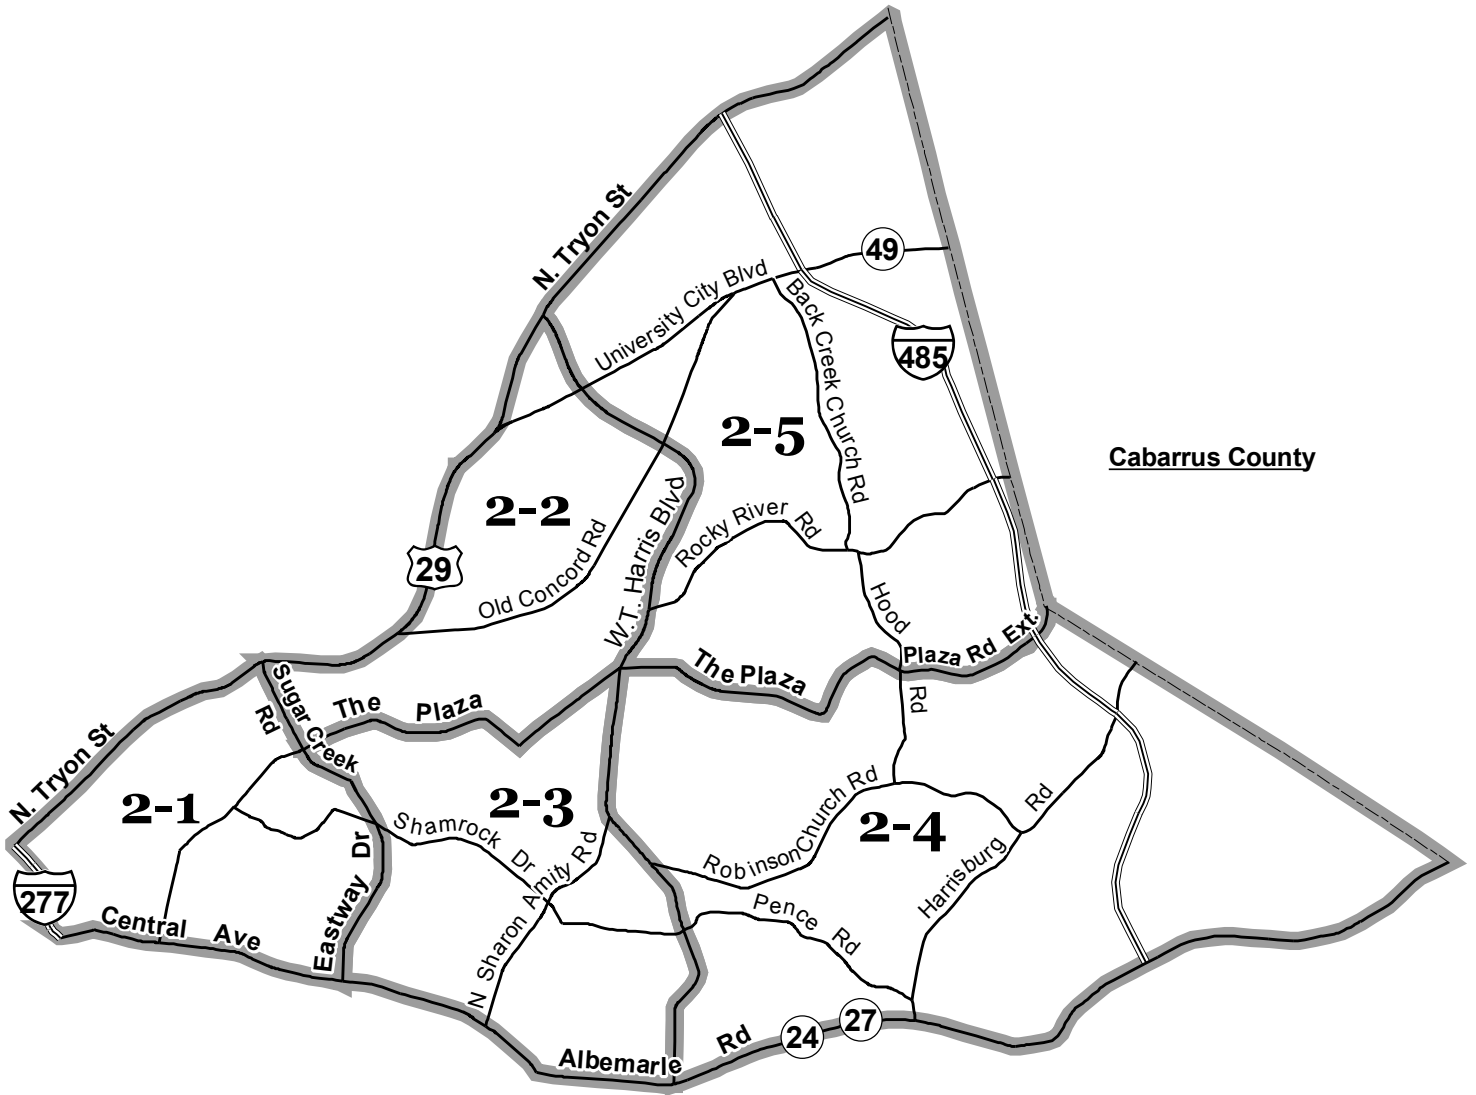 N. Tryon St
49
University City Blvd
Back Creek Church Rd
485
2-5
Cabarrus County
2-2
W.T. Harris Blvd
Rocky River Rd
29
Old Concord Rd
Hood Rd
Plaza Rd Ext.
The Plaza
Sugar Creek Rd
The Plaza
N. Tryon St
2-1
2-3
Shamrock Dr
Robinson Church Rd
2-4
Harrisburg Rd
Eastway Dr
277
Central Ave
N Sharon Amity Rd
Pence Rd
Albemarle Rd
24
27